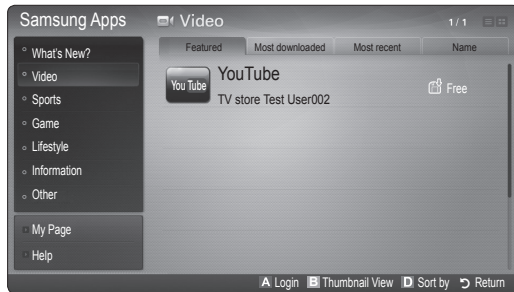 Samsung Apps
Video
1/1
What's New?
Video
Sports
Game
Lifestyle
Information
Other
My Page
Help
Featured
Most downloaded
Most recent
Name
You Tube
YouTube
TV store Test User002
Free
A Login B Thumbnail View D Sort by Return